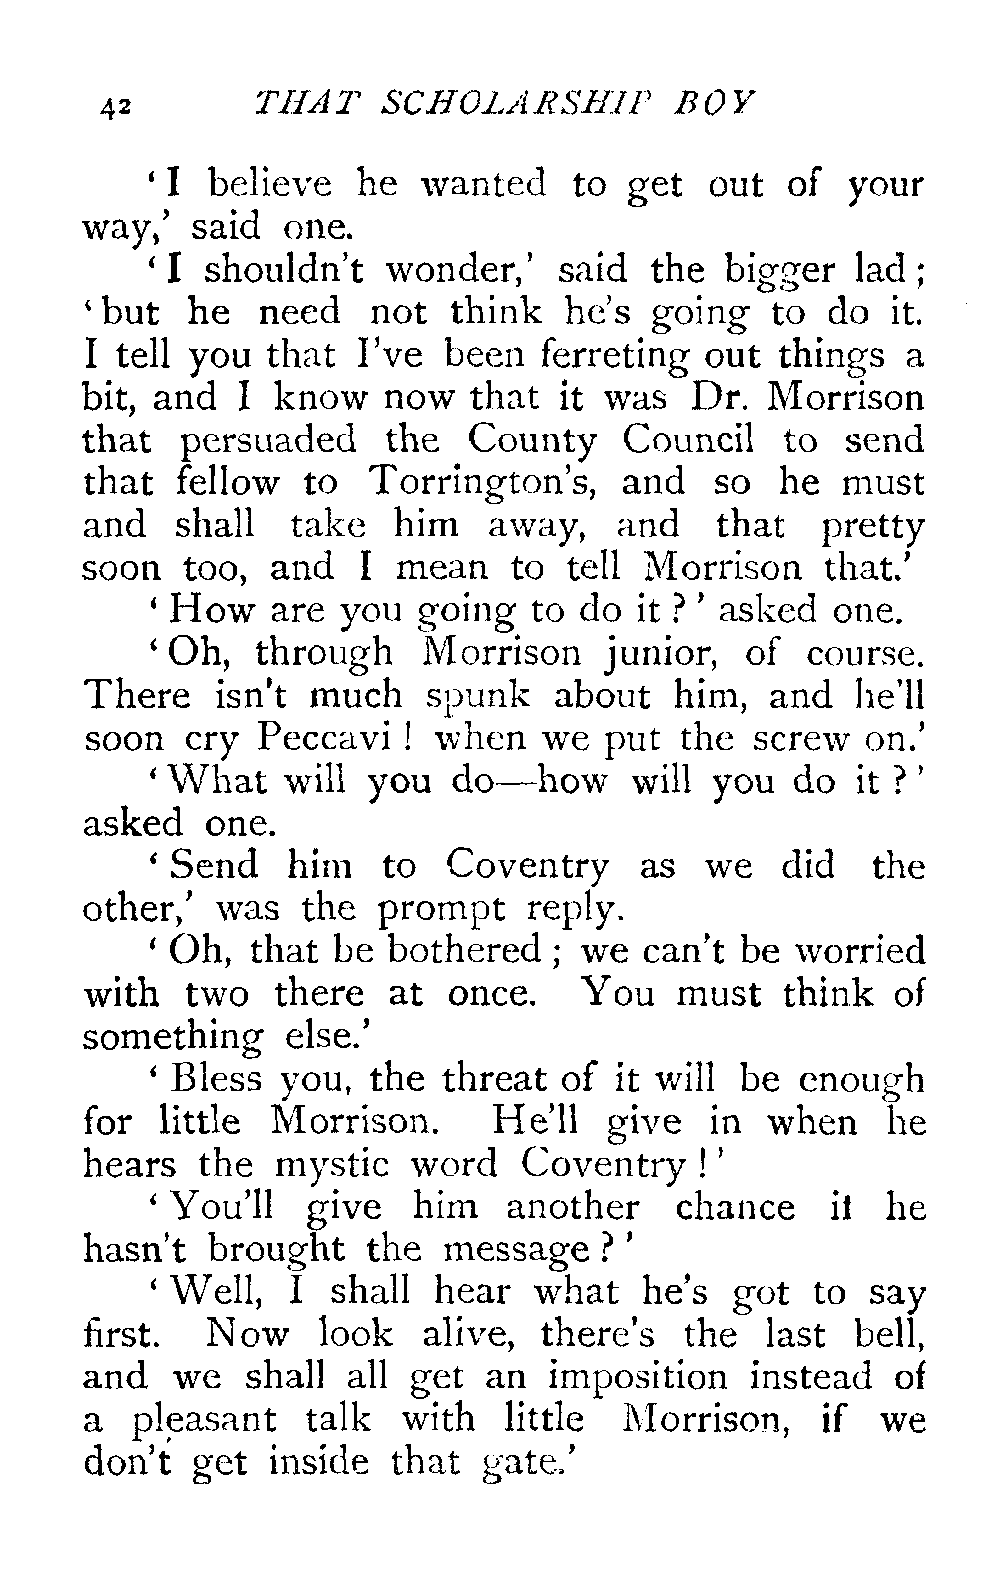 42 THAT SCHOLARSHIP BOY
‘ I believe he wanted to get out of your
way,’ said one.
‘ I shouldn’t wonder,’ said the bigger lad ;
‘ but he need not think he’s going to do it.
I tell you that I’ve been ferreting out things a
bit, and I know now that it was Dr. Morrison
that persuaded the County Council to send
that fellow to Torrington’s, and so he must
and shall take him away, and that pretty
soon too, and I mean to tell Morrison that.’
‘ How are you going to do it ? ’ asked one.
‘ Oh, through Morrison junior, of course.
There isn’t much spunk about him, and he’ll
soon cry Peccavi ! when we put the screw on.’
‘ What will you do—how will you do it ? ’
asked one.
‘ Send him to Coventry as we did the
other,’ was the prompt reply.
‘ Oh, that be bothered ; we can’t be worried
with two there at once. You must think of
something else.’
‘ Bless you, the threat of it will be enough
for little Morrison. He’ll give in when he
hears the mystic word Coventry ! ’
‘ You’ll give him another chance if he
hasn’t brought the message ? ’
‘ Well, I shall hear what he’s got to say
first. Now look alive, there’s the last bell,
and we shall all get an imposition instead of
a pleasant talk with little Morrison, if we
don’t get inside that gate.’